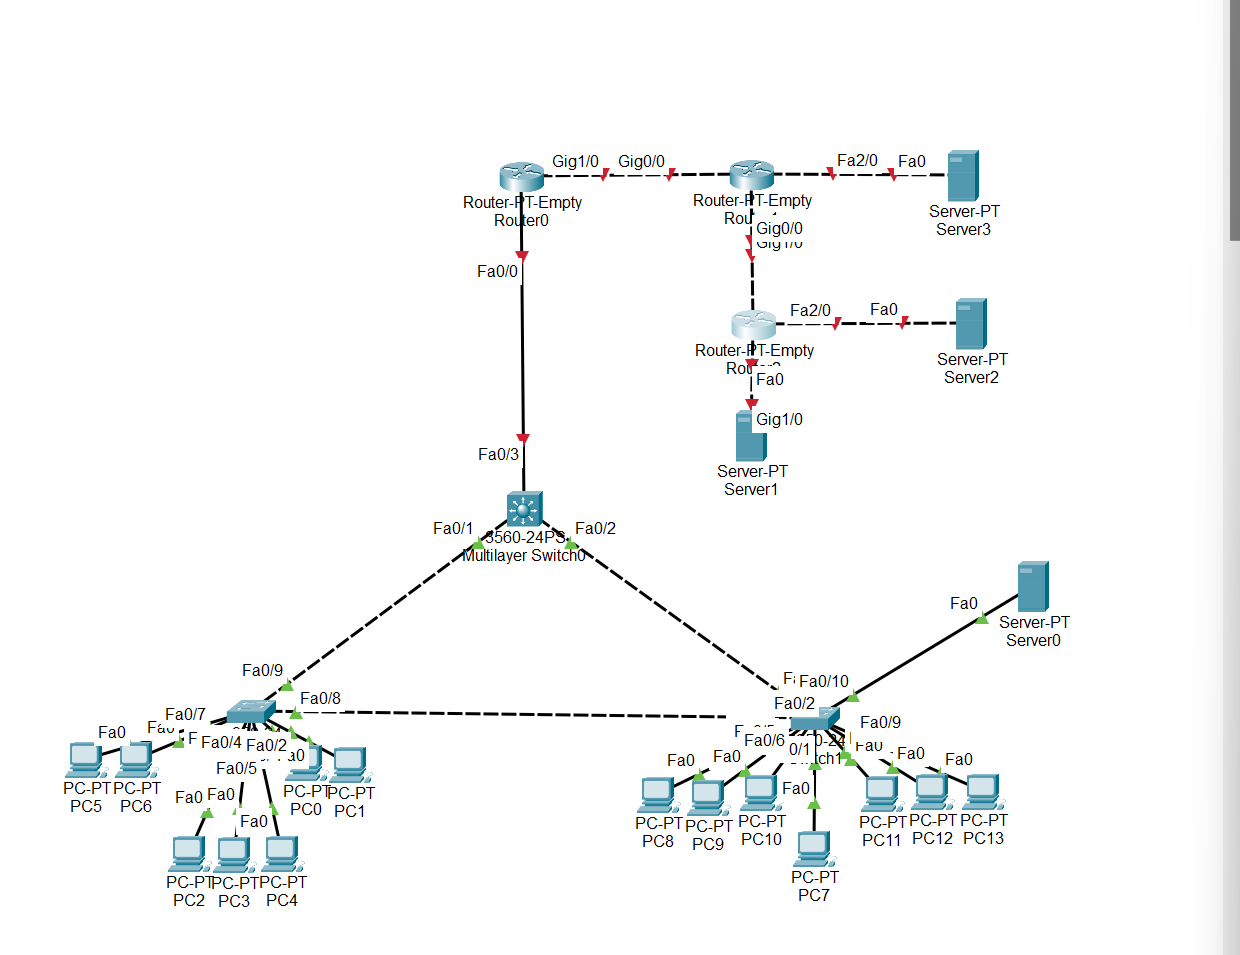 Gig1/0
Gig0/0
Fa2/0
Fa0
Router-PT-Empty
Router0
Router-PT-Empty
Server-PT
Server3
Gig0/0
Gig1/0
Fa0/0
Fa2/0
Fa0
Router-PT-Empty
Server-PT
Server2
Fa0
Gig1/0
Server-PT
Server1
Fa0/3
Fa0/1
Fa0/2
3560-24PS
Multilayer Switch0
Fa0
Server-PT
Server0
Fa0/9
Fa0/8
Fa0/10
Fa0/2
Fa0/7
Fa0
Fa0
Fa0/4
Fa0/2
Fa0
Fa0/5
PC-PT
PC5
PC-PT
PC6
PC-PT
PC0
PC-PT
PC1
Fa0
Fa0
Fa0
PC-PT
PC2
PC-PT
PC3
PC-PT
PC4
Fa0/9
Fa0/6
0/1
Fa0
Fa0
Fa0
Fa0
Fa0
Fa0
PC-PT
PC8
PC-PT
PC9
PC-PT
PC10
PC-PT
PC11
PC-PT
PC12
PC-PT
PC13
PC-PT
PC7